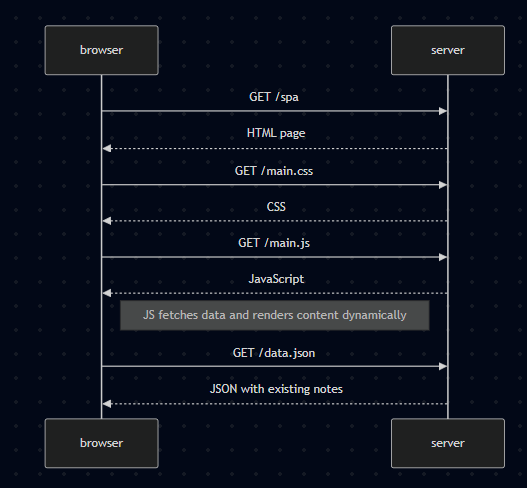 browser
server
GET /spa
HTML page
GET /main.css
CSS
GET /main.js
JavaScript
JS fetches data and renders content dynamically
GET /data.json
JSON with existing notes
browser
server